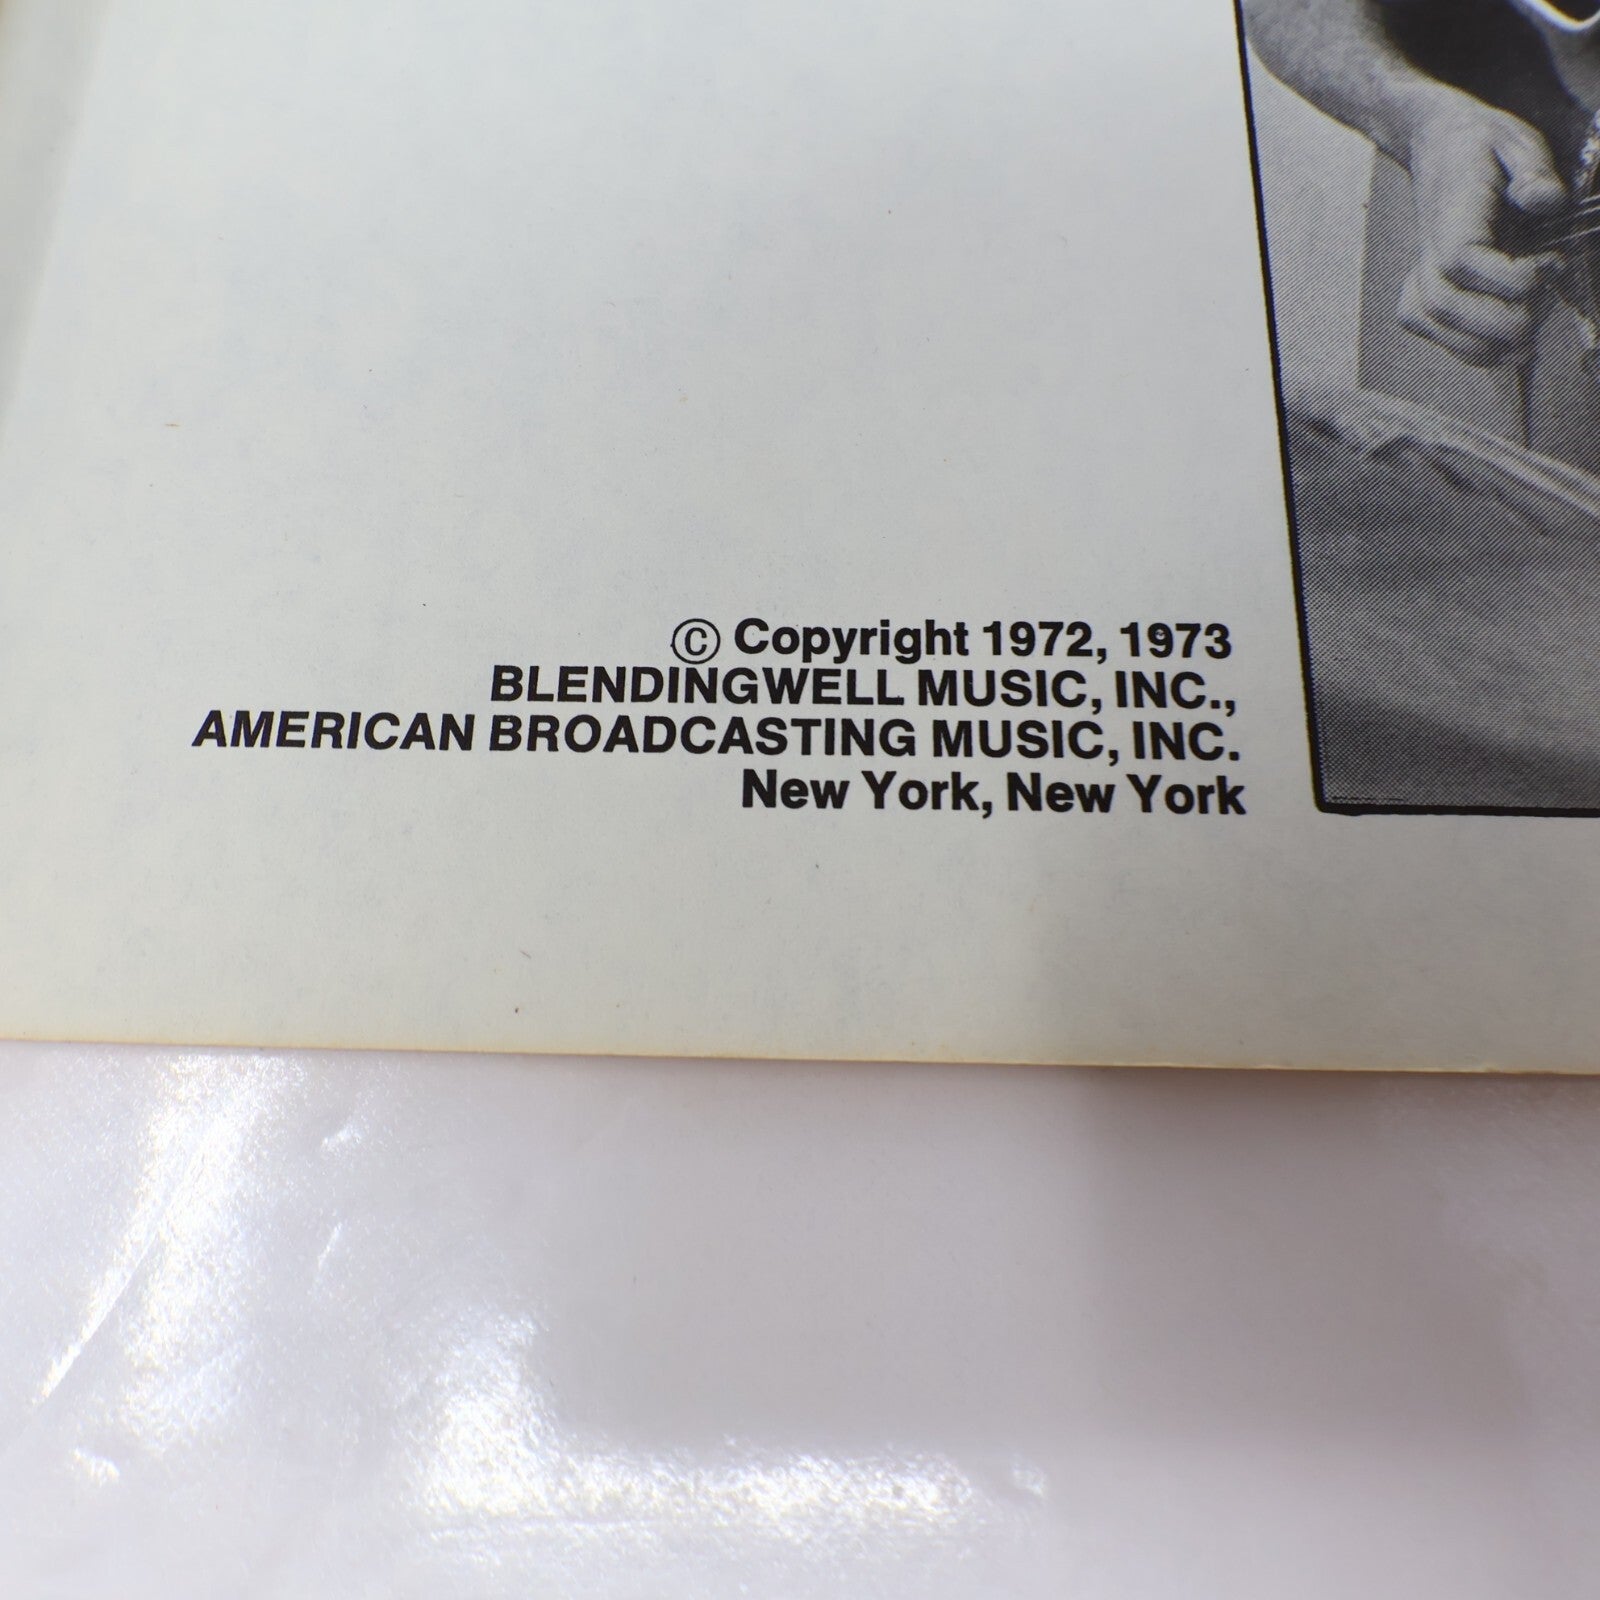 © Copyright 1972, 1973
BLENDINGWELL MUSIC, INC.,
AMERICAN BROADCASTING MUSIC, INC.
New York, New York